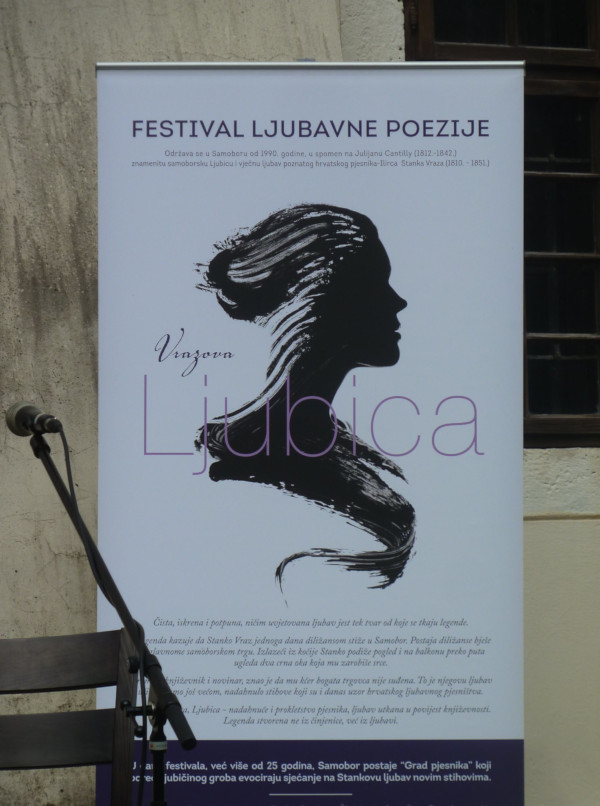 FESTIVAL LJUBAVNE POEZIJE
Održava se u Samoboru od 1990. godine, u spomen na Julijanu Cantilly (1812.-1842.)
znamenitu samoborsku Ljubicu i vječnu ljubav poznatog hrvatskog pjesnika-Ilirca Stanka Vraza (1810. - 1851.)
Vrazova
Ljubica
Čista, iskrena i potpuna, ničim uvjetovana ljubav jest tek tvar od koje se tkaju legende.
kazuje da Stanko Vraz jednoga dana diližansom stiže u Samobor. Postaja diližanse bješe
samoborskom trgu. Izlazeći iz kočije Stanko podiže pogled i na balkonu preko puta
ugleda dva crna oka koja mu zarobiše srce.
književnik i novinar, znao je da mu kćer bogata trgovca nije suđena. To je njegovu ljubav
još većom, nadahnulo stihove koji su i danas uzor hrvatskog ljubavnog pjesništva.
Ljubica – nadahnuće i prokletstvo pjesnika, ljubav utkana u povijest književnosti.
Legenda stvorena ne iz činjenice, već iz ljubavi.
U festivala, već više od 25 godina, Samobor postaje "Grad pjesnika" koji
Ljubičinog groba evociraju sjećanje na Stankovu ljubav novim stihovima.